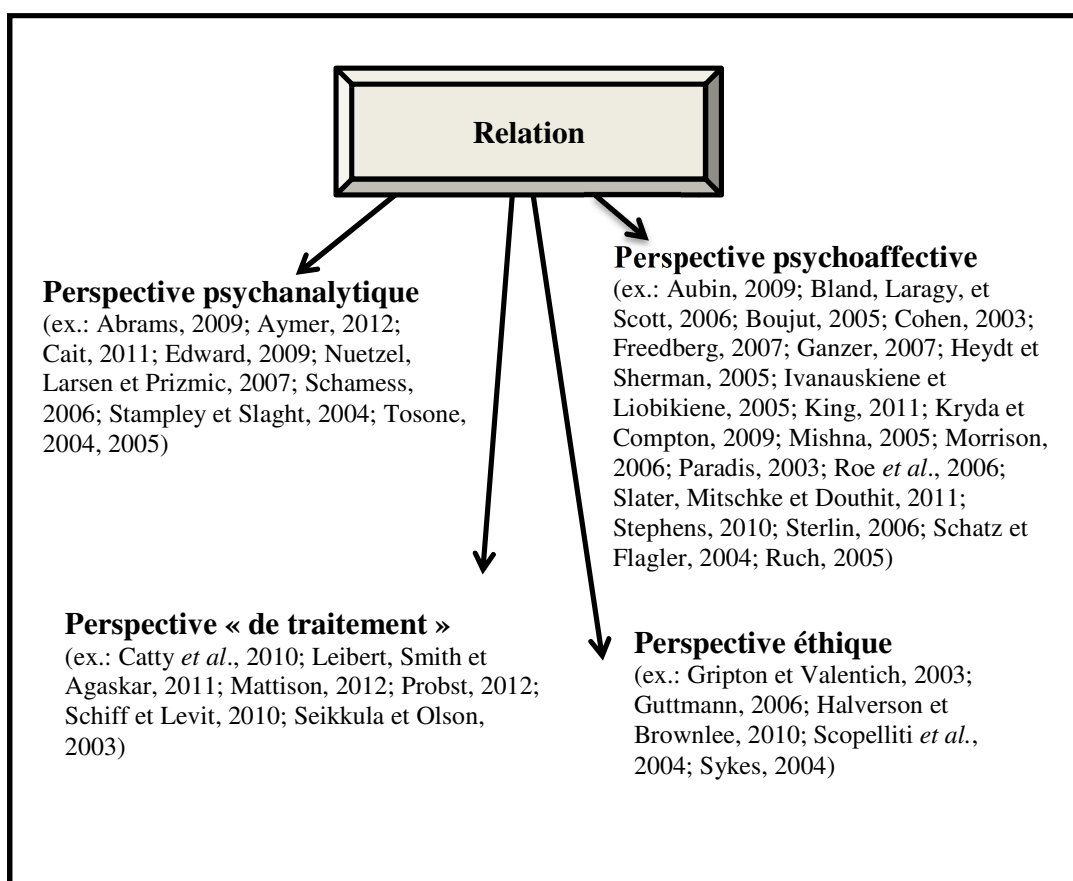 Relation
Perspective psychanalytique
(ex.: Abrams, 2009; Aymer, 2012;
Cait, 2011; Edward, 2009; Nuetzel,
Larsen et Prizmic, 2007; Schamess,
2006; Stampley et Slaght, 2004; Tosone,
2004, 2005)
Perspective psychoaffective
(ex.: Aubin, 2009; Bland, Laragy, et
Scott, 2006; Boujut, 2005; Cohen, 2003;
Freedberg, 2007; Ganzer, 2007; Heydt et
Sherman, 2005; Ivanauskiene et
Liobikiene, 2005; King, 2011; Kryda et
Compton, 2009; Mishna, 2005; Morrison,
2006; Paradis, 2003; Roe et al., 2006;
Slater, Mitschke et Douthit, 2011;
Stephens, 2010; Sterlin, 2006; Schatz et
Flagler, 2004; Ruch, 2005)
Perspective « de traitement »
(ex.: Catty et al., 2010; Leibert, Smith et
Agaskar, 2011; Mattison, 2012; Probst, 2012;
Schiff et Levit, 2010; Seikkula et Olson,
2003)
Perspective éthique
(ex.: Gripton et Valentich, 2003;
Guttmann, 2006; Halverson et
Brownlee, 2010; Scopelliti et al.,
2004; Sykes, 2004)